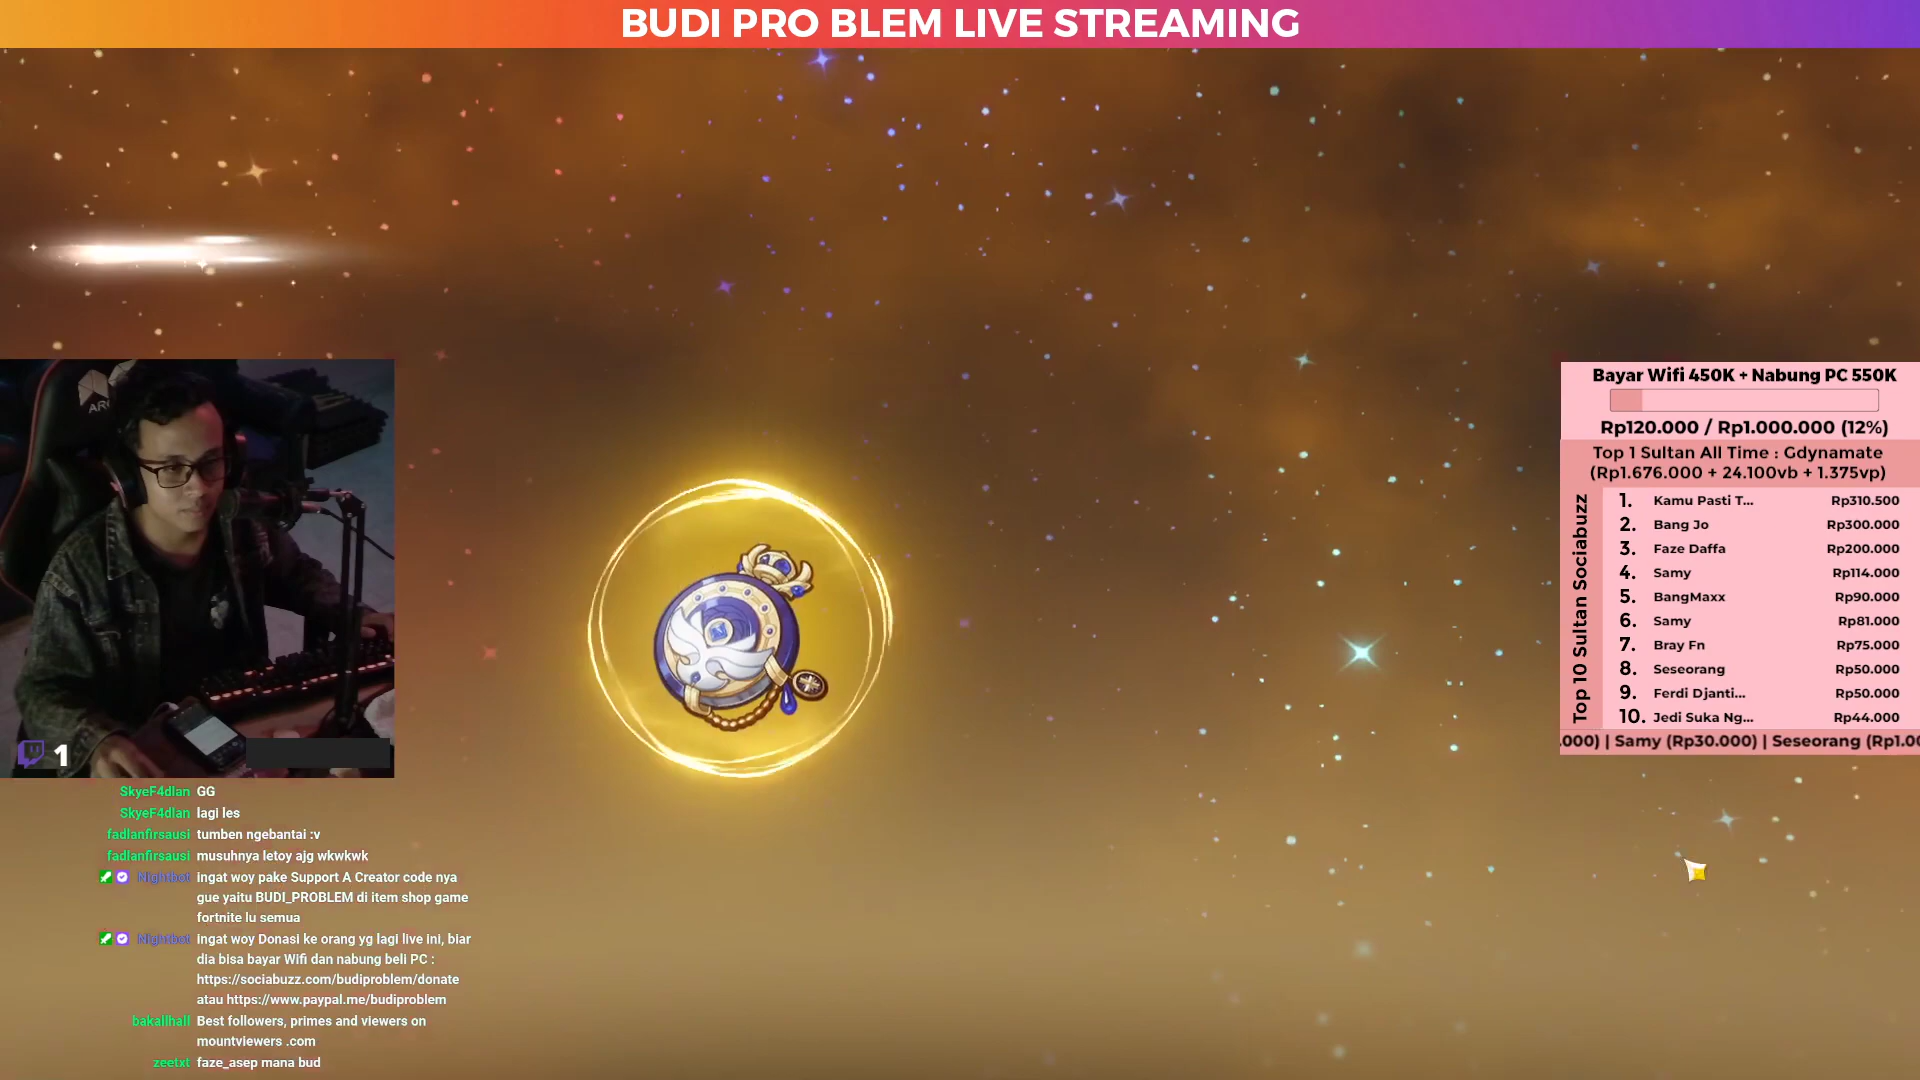 BUDI PRO BLEM LIVE STREAMING
Bayar Wifi 450K + Nabung PC 550K
Rp120.000 / Rp1.000.000 (12%)
Top 1 Sultan All Time : Gdynamate
(Rp1.676.000 + 24.100vb + 1.375vp)
Top 10 Sultan Sociabuzz
1. Kamu Pasti T... Rp310.500
2. Bang Jo Rp300.000
3. Faze Daffa Rp200.000
4. Samy Rp114.000
5. BangMaxx Rp90.000
6. Samy Rp81.000
7. Bray Fn Rp75.000
8. Seseorang Rp50.000
9. Ferdi Djanti... Rp50.000
10. Jedi Suka Ng... Rp44.000
.000) | Samy (Rp30.000) | Seseorang (Rp1.00
1
SkyeF4dlan GG
SkyeF4dlan lagi les
fadlanfirsausi tumben ngebantai :v
fadlanfirsausi musuhnya letoy ajg wkwkwk
Nightbot ingat woy pake Support A Creator code nya
gue yaitu BUDI_PROBLEM di item shop game
fortnite lu semua
Nightbot ingat woy Donasi ke orang yg lagi live ini, biar
dia bisa bayar Wifi dan nabung beli PC :
https://sociabuzz.com/budiproblem/donate
atau https://www.paypal.me/budiproblem
bakallhall Best followers, primes and viewers on
mountviewers .com
zeetxt faze_asep mana bud